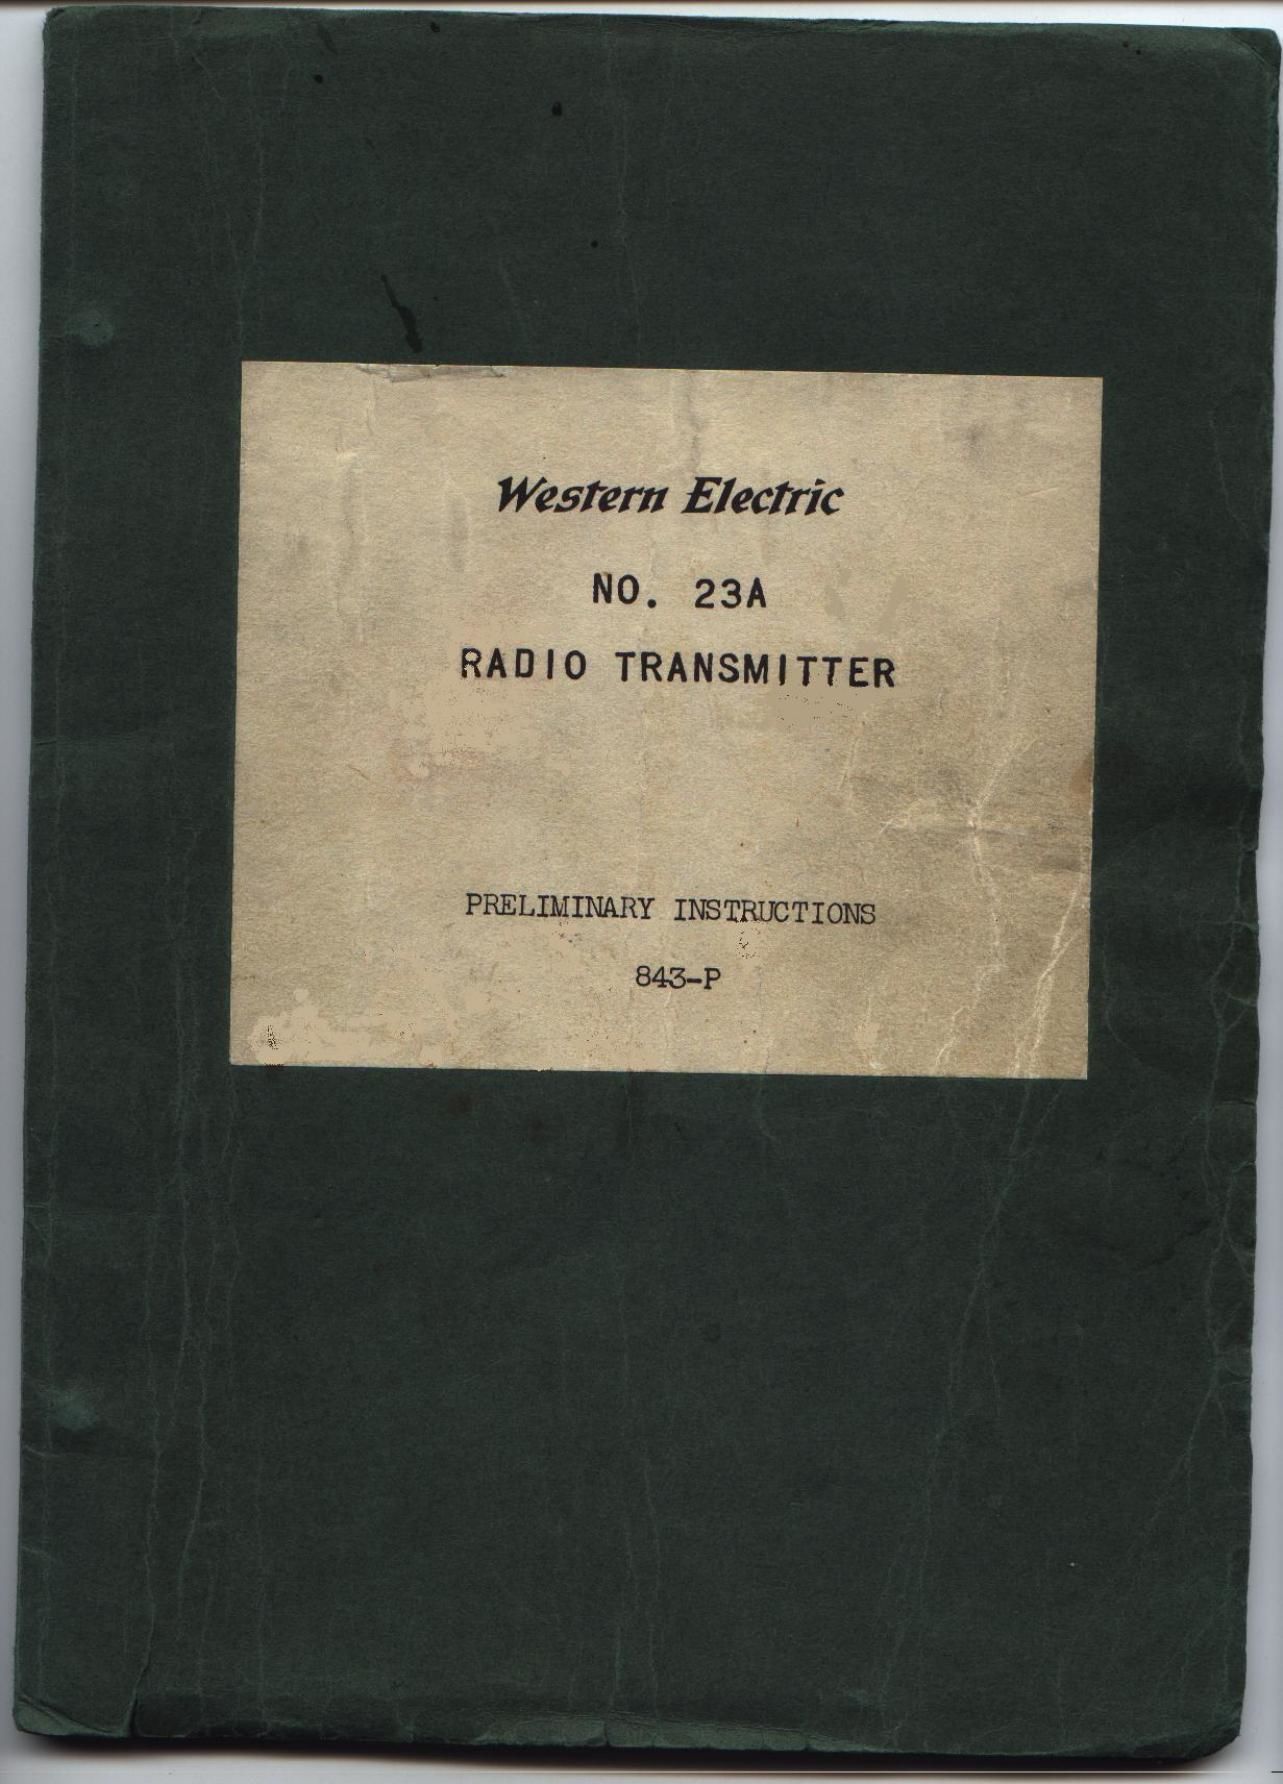 Western Electric
NO. 23A
RADIO TRANSMITTER
PRELIMINARY INSTRUCTIONS
843-P